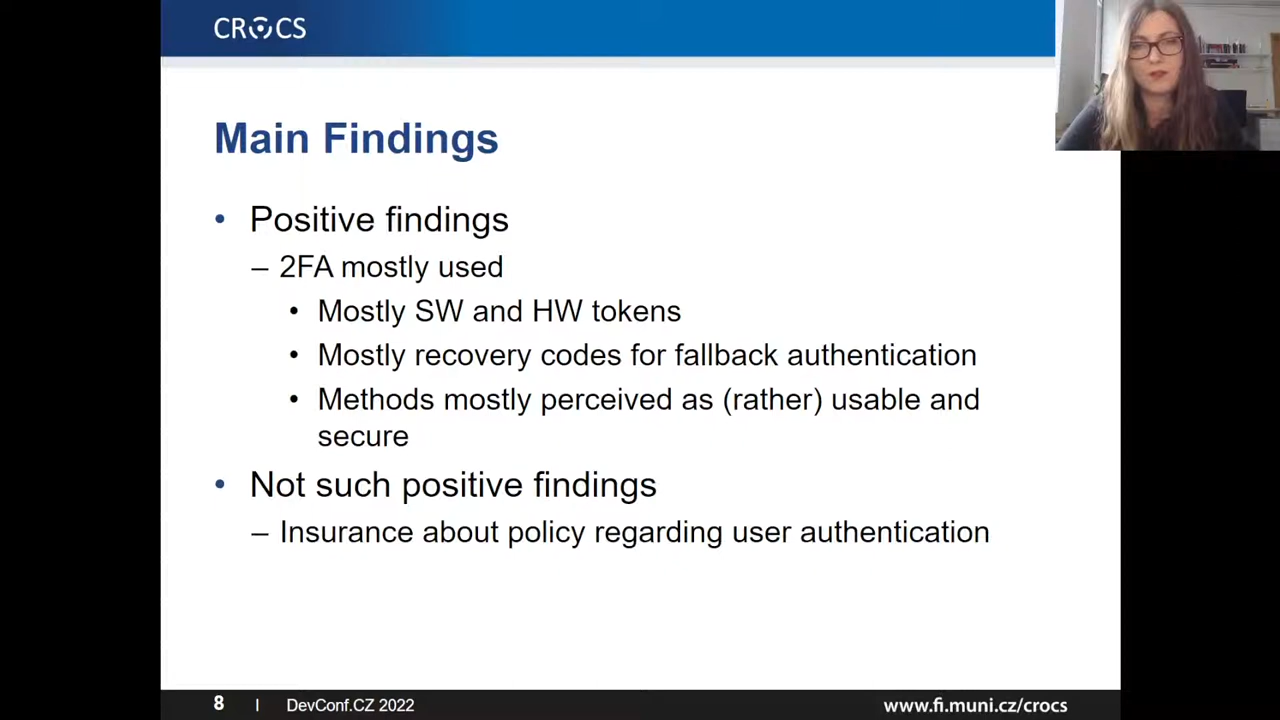 CROCS
Main Findings
• Positive findings
– 2FA mostly used
• Mostly SW and HW tokens
• Mostly recovery codes for fallback authentication
• Methods mostly perceived as (rather) usable and
secure
• Not such positive findings
– Insurance about policy regarding user authentication
8 | DevConf.CZ 2022 www.fi.muni.cz/crocs